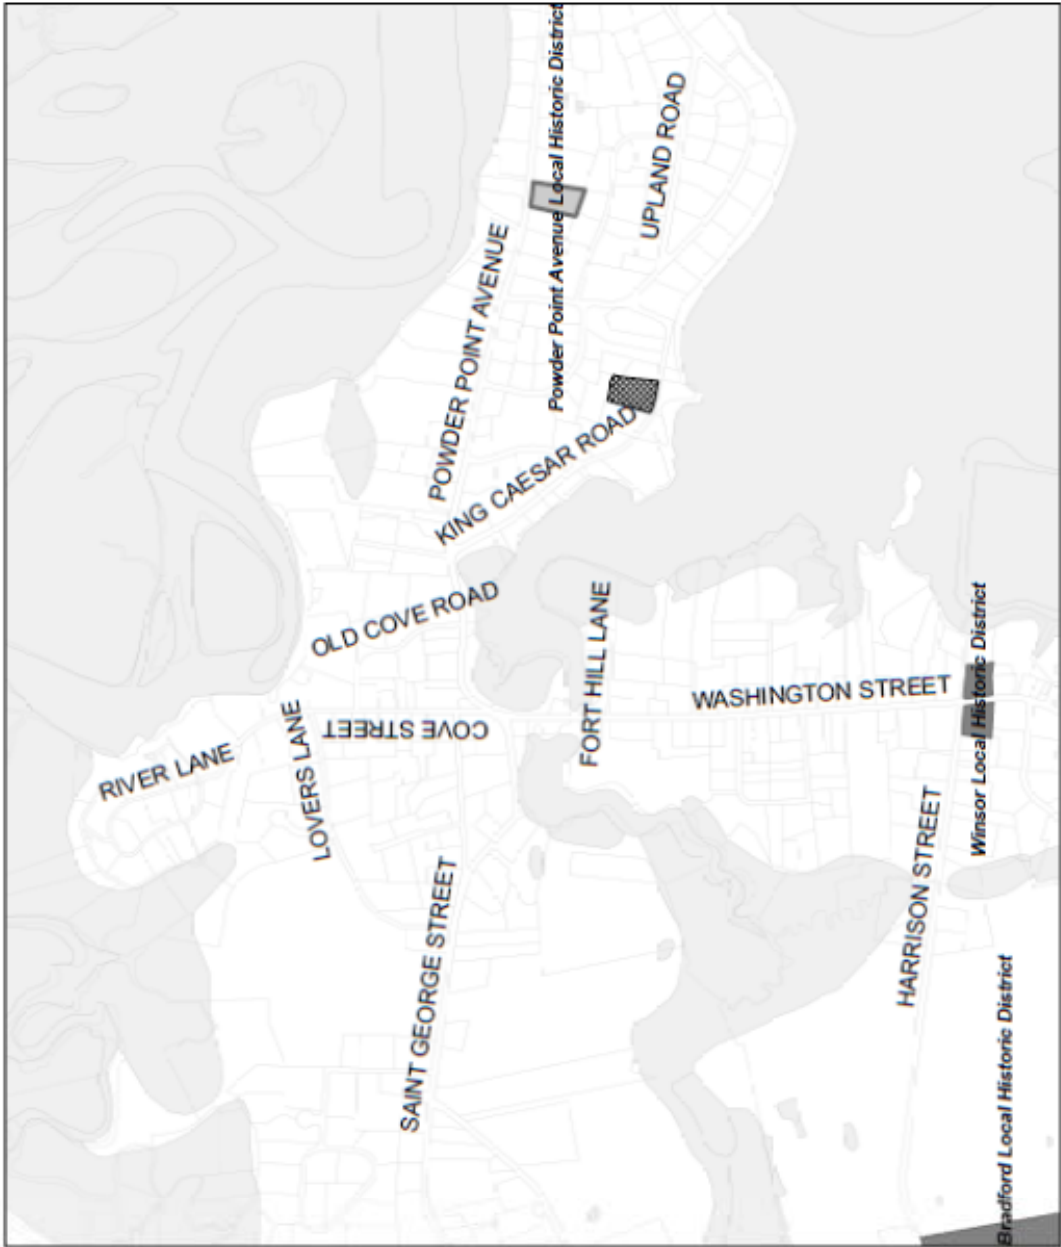 Powder Point Avenue Local Historic District
UPLAND ROAD
POWDER POINT AVENUE
KING CAESAR ROAD
OLD COVE ROAD
FORT HILL LANE
WASHINGTON STREET
Winsor Local Historic District
COVE STREET
LOVERS LANE
RIVER LANE
HARRISON STREET
SAINT GEORGE STREET
Bradford Local Historic District